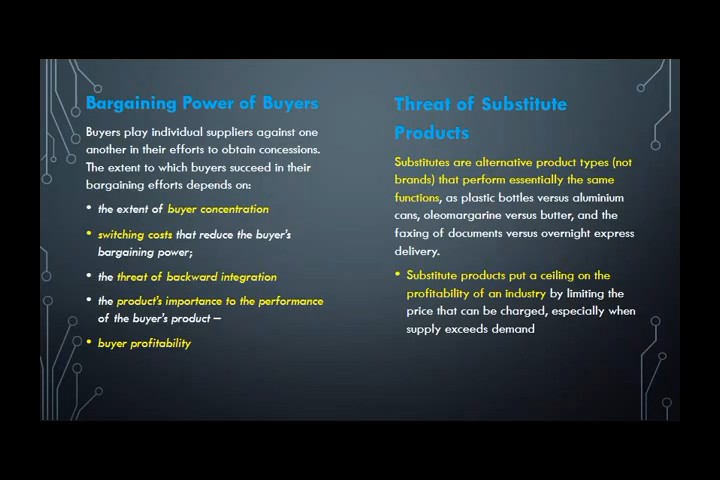 Bargaining Power of Buyers
Buyers play individual suppliers against one
another in their efforts to obtain concessions.
The extent to which buyers succeed in their
bargaining efforts depends on:
• the extent of buyer concentration
• switching costs that reduce the buyer's
bargaining power;
• the threat of backward integration
• the product's importance to the performance
of the buyer's product –
• buyer profitability
Threat of Substitute
Products
Substitutes are alternative product types (not
brands) that perform essentially the same
functions, as plastic bottles versus aluminium
cans, oleomargarine versus butter, and the
faxing of documents versus overnight express
delivery.
• Substitute products put a ceiling on the
profitability of an industry by limiting the
price that can be charged, especially when
supply exceeds demand